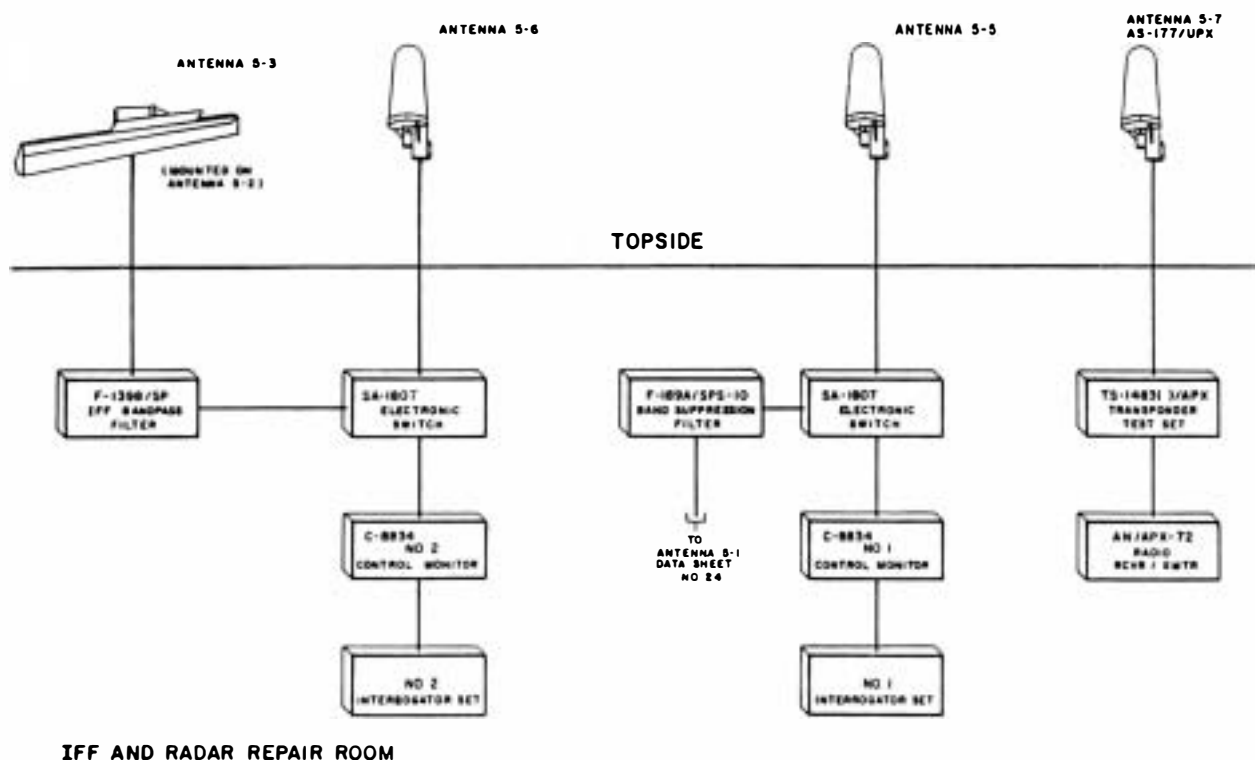 ANTENNA 5-3
ANTENNA 5-6
ANTENNA 5-5
ANTENNA 5-7
AS-177/UPX
(MOUNTED ON
ANTENNA 5-2)
TOPSIDE
F-1398/SP
IFF BANDPASS
FILTER
SA-1807
ELECTRONIC
SWITCH
F-189A/SPS-10
BAND SUPPRESSION
FILTER
SA-1807
ELECTRONIC
SWITCH
TS-1483( )/APX
TRANSPONDER
TEST SET
C-8834
NO 2
CONTROL MONITOR
TO
ANTENNA 5-1
DATA SHEET
NO 24
C-8834
NO 1
CONTROL MONITOR
AN/APX-72
RADIO
RCVR / XMTR
NO 2
INTERROGATOR SET
NO 1
INTERROGATOR SET
IFF AND RADAR REPAIR ROOM